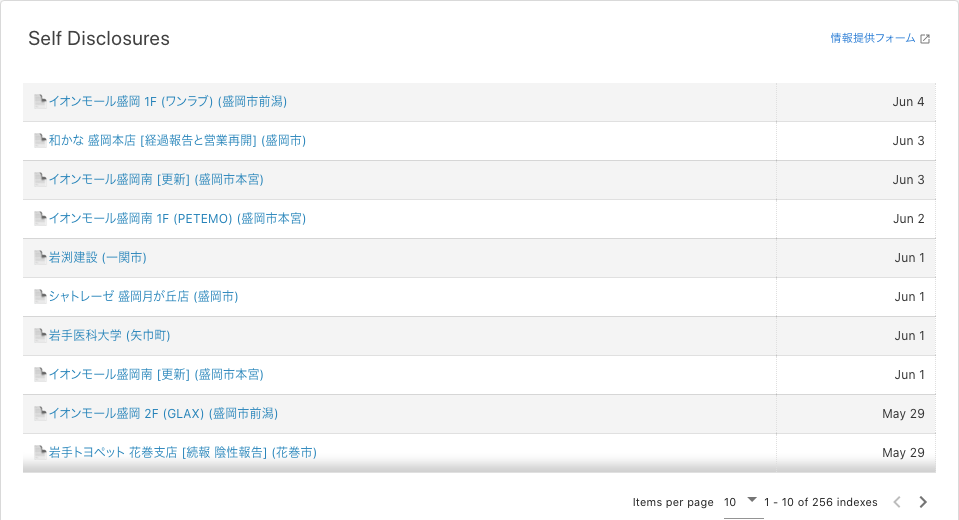 Self Disclosures
情報提供フォーム
イオンモール盛岡 1F (ワンラブ) (盛岡市前潟) Jun 4
和かな 盛岡本店 [経過報告と営業再開] (盛岡市) Jun 3
イオンモール盛岡南 [更新] (盛岡市本宮) Jun 3
イオンモール盛岡南 1F (PETEMO) (盛岡市本宮) Jun 2
岩渕建設 (一関市) Jun 1
シャトレーゼ 盛岡月が丘店 (盛岡市) Jun 1
岩手医科大学 (矢巾町) Jun 1
イオンモール盛岡南 [更新] (盛岡市本宮) Jun 1
イオンモール盛岡 2F (GLAX) (盛岡市前潟) May 29
岩手トヨペット 花巻支店 [続報 陰性報告] (花巻市) May 29
Items per page 10 1 - 10 of 256 indexes